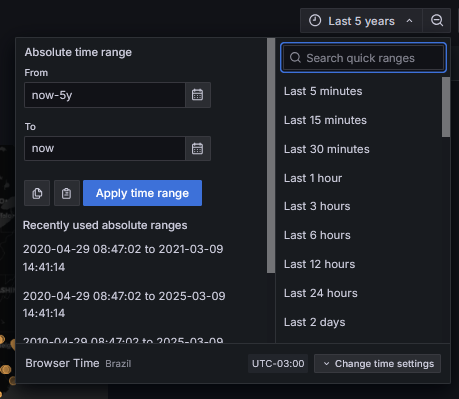 Last 5 years
Absolute time range
From
now-5y
To
now
Apply time range
Recently used absolute ranges
2020-04-29 08:47:02 to 2021-03-09
14:41:14
2020-04-29 08:47:02 to 2025-03-09
14:41:14
2010-04-29 08:47:02 to 2025-03-09
Search quick ranges
Last 5 minutes
Last 15 minutes
Last 30 minutes
Last 1 hour
Last 3 hours
Last 6 hours
Last 12 hours
Last 24 hours
Last 2 days
Browser Time Brazil
UTC-03:00
Change time settings